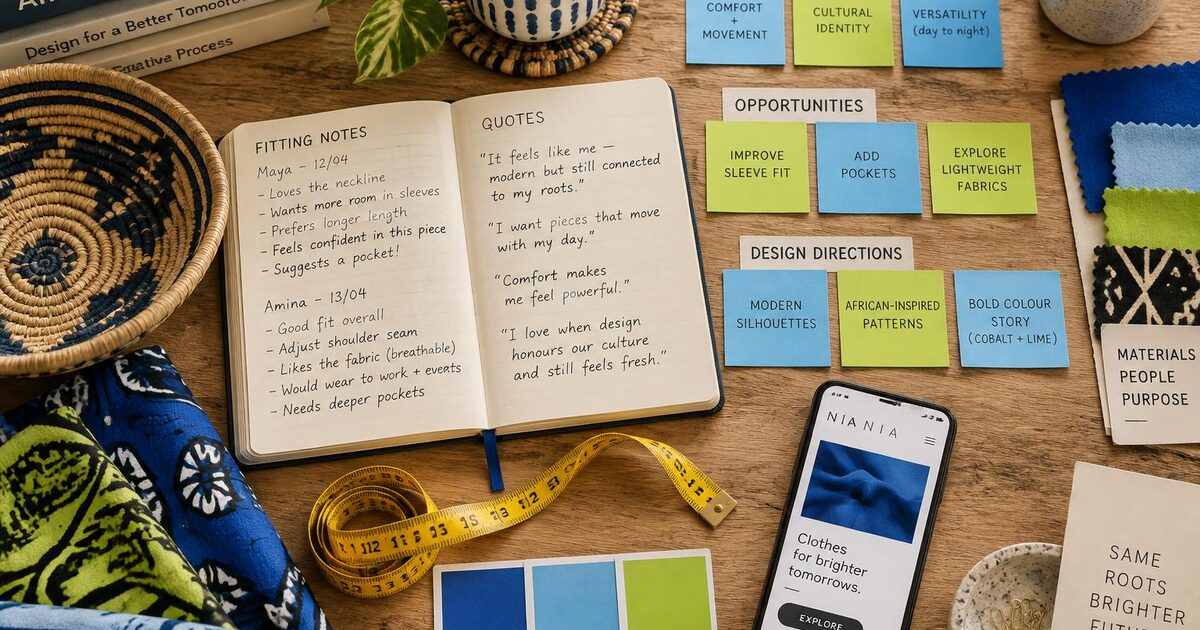 Design for a Better Tomorrow
Creative Process
FITTING NOTES
Maya – 12/04
- Loves the neckline
- Wants more room in sleeves
- Prefers longer length
- Feels confident in this piece
- Suggests a pocket!
Amina – 13/04
- Good fit overall
- Adjust shoulder seam
- Likes the fabric (breathable)
- Would wear to work + events
- Needs deeper pockets
QUOTES
"It feels like me —
modern but still connected
to my roots."
"I want pieces that move
with my day."
"Comfort makes
me feel powerful."
"I love when design
honours our culture
and still feels fresh."
COMFORT
+
MOVEMENT
CULTURAL
IDENTITY
VERSATILITY
(day to night)
OPPORTUNITIES
IMPROVE
SLEEVE FIT
ADD
POCKETS
EXPLORE
LIGHTWEIGHT
FABRICS
DESIGN DIRECTIONS
MODERN
SILHOUETTES
AFRICAN-INSPIRED
PATTERNS
BOLD COLOUR
STORY
(COBALT + LIME)
MATERIALS
PEOPLE
PURPOSE
NIA NIA
Clothes
for brighter
tomorrows.
EXPLORE
SAME
ROOTS
BRIGHTER